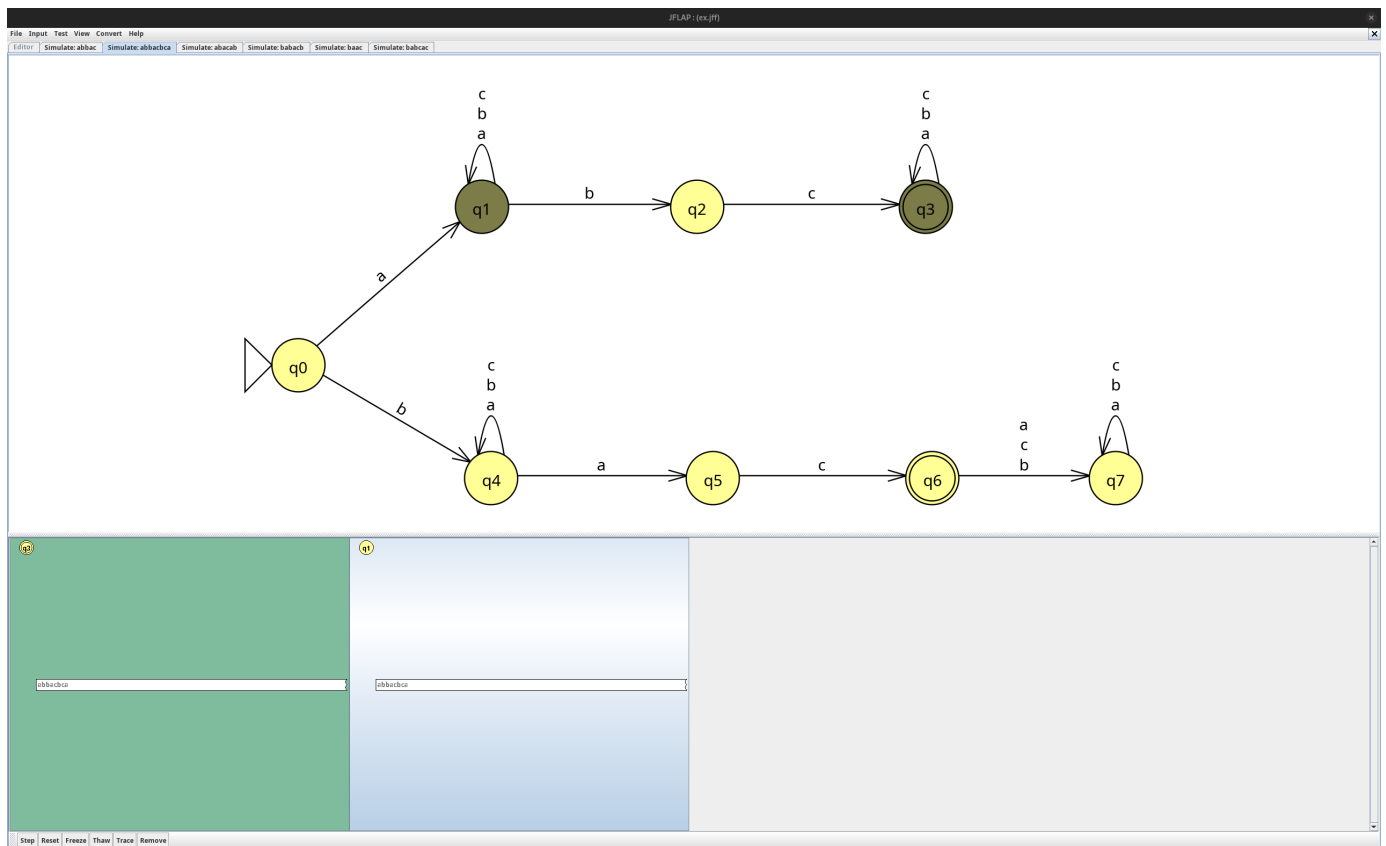 JFLAP : (ex.jff)
File Input Test View Convert Help
Editor Simulate: abbac Simulate: abbacbca Simulate: abacab Simulate: babacb Simulate: baac Simulate: babcac
c c
b b
a a
q1 b q2 c q3
a
q0
b
c c
b b
a a
a
c
b
q4 a q5 c q6 q7
q3 q1
abbacbca abbacbca
Step Reset Freeze Thaw Trace Remove